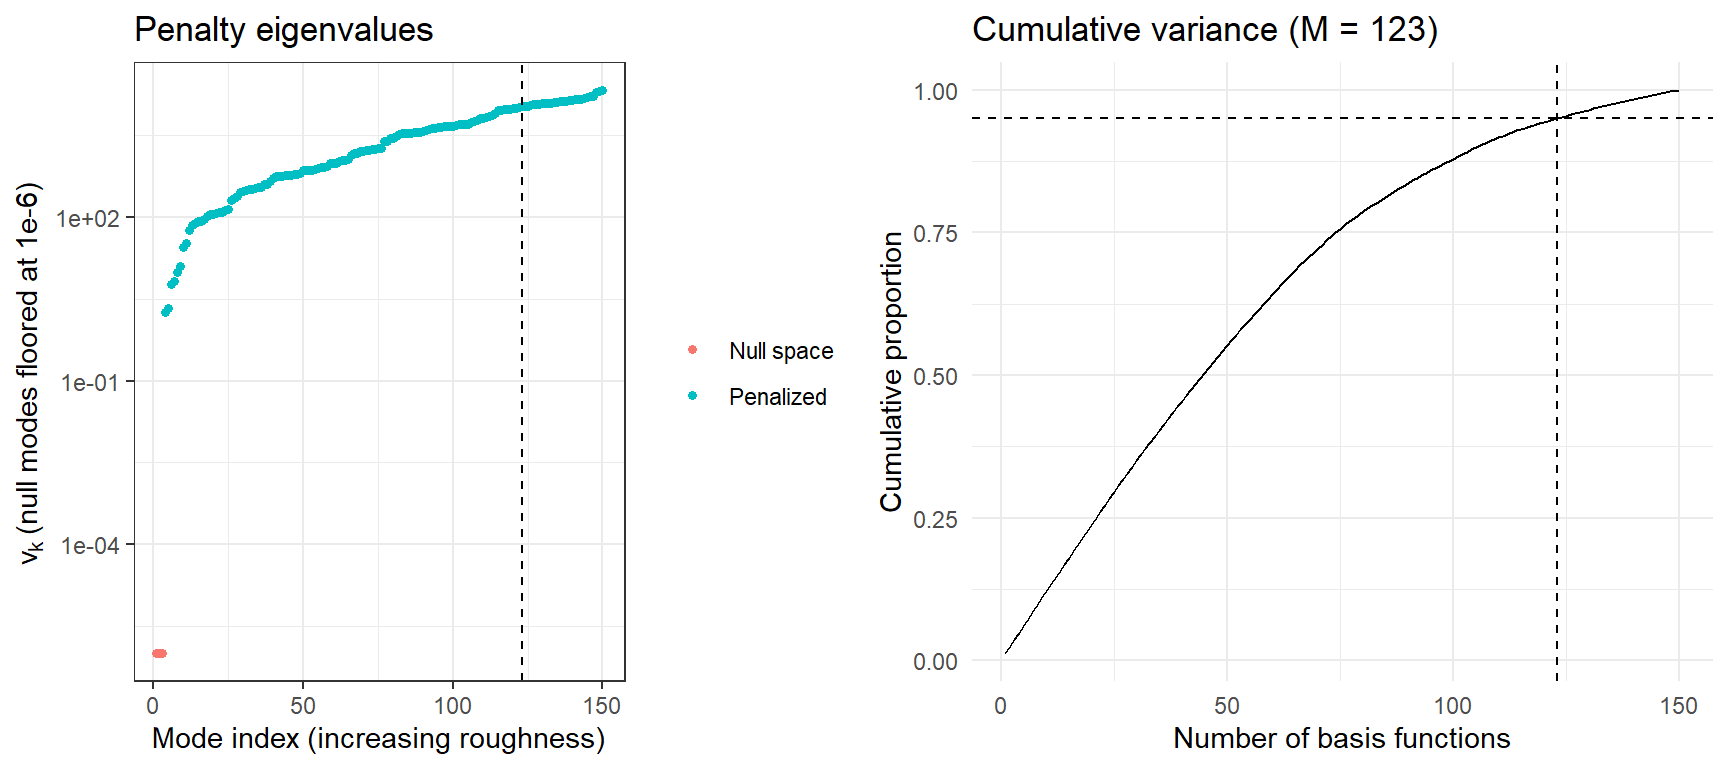 Penalty eigenvalues
v_k (null modes floored at 1e-6)
1e+02
1e-01
1e-04
0 50 100 150
Mode index (increasing roughness)
Null space
Penalized
Cumulative variance (M = 123)
Cumulative proportion
1.00
0.75
0.50
0.25
0.00
0 50 100 150
Number of basis functions